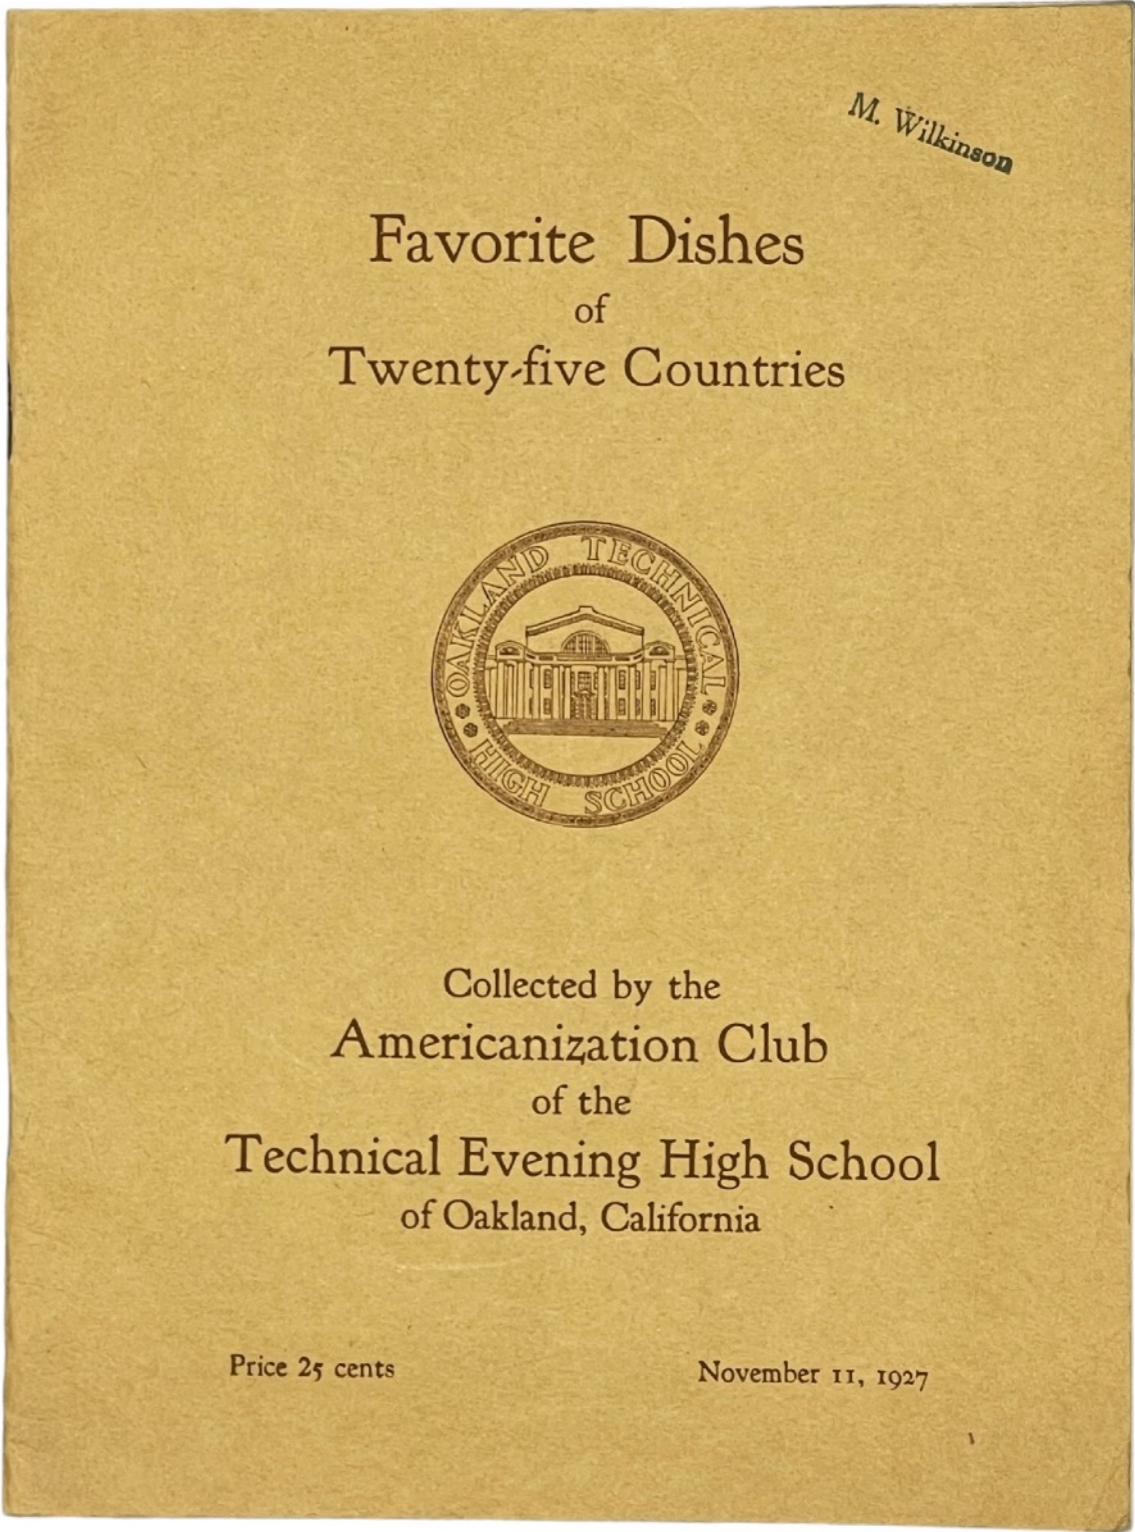 M. Wilkinson
Favorite Dishes
of
Twenty-five Countries
OAKLAND TECHNICAL
HIGH SCHOOL
Collected by the
Americanization Club
of the
Technical Evening High School
of Oakland, California
Price 25 cents
November 11, 1927